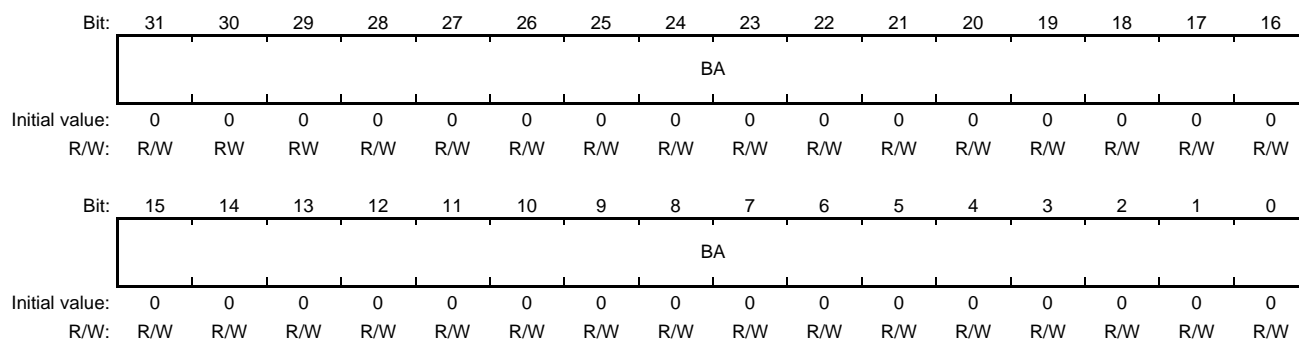 Bit: 31 30 29 28 27 26 25 24 23 22 21 20 19 18 17 16
BA
Initial value: 0 0 0 0 0 0 0 0 0 0 0 0 0 0 0 0
R/W: R/W RW RW R/W R/W R/W R/W R/W R/W R/W R/W R/W R/W R/W R/W R/W
Bit: 15 14 13 12 11 10 9 8 7 6 5 4 3 2 1 0
BA
Initial value: 0 0 0 0 0 0 0 0 0 0 0 0 0 0 0 0
R/W: R/W R/W R/W R/W R/W R/W R/W R/W R/W R/W R/W R/W R/W R/W R/W R/W